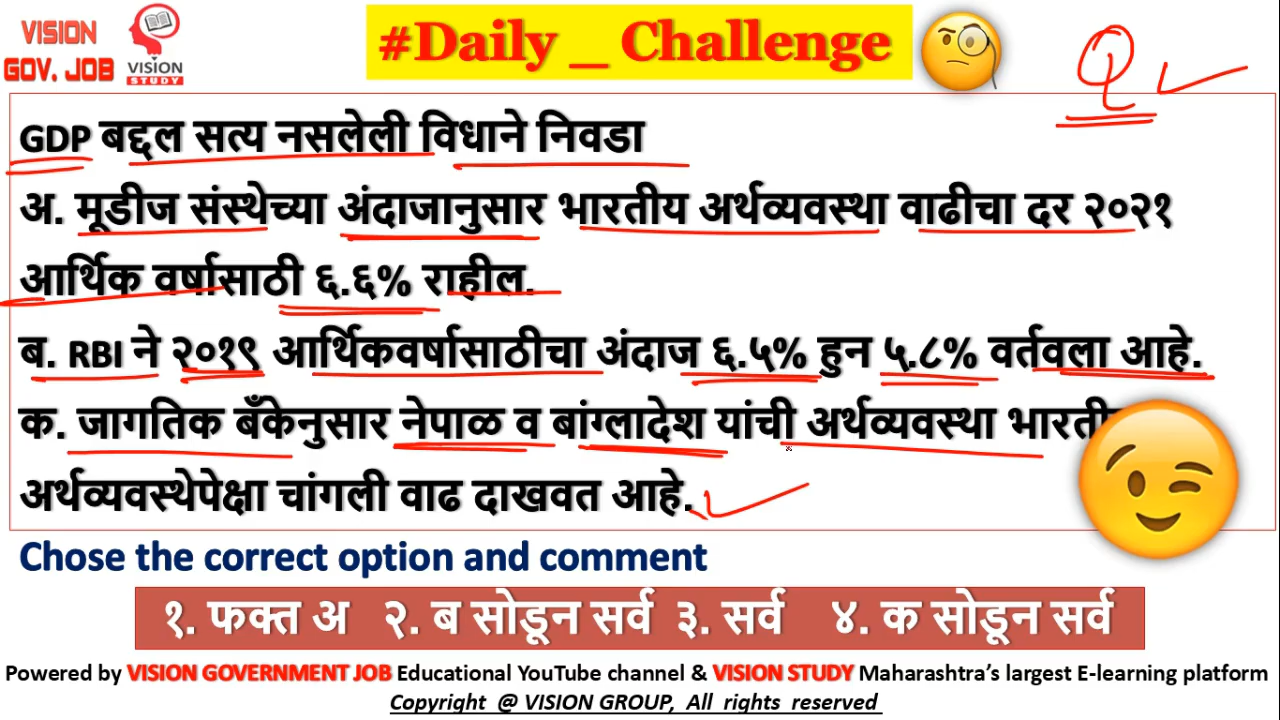 VISION
GOV. JOB
VISION
STUDY
#Daily _ Challenge
Q
GDP बद्दल सत्य नसलेली विधाने निवडा
अ. मूडीज संस्थेच्या अंदाजानुसार भारतीय अर्थव्यवस्था वाढीचा दर २०२१
आर्थिक वर्षासाठी ६.६% राहील.
ब. RBI ने २०१९ आर्थिकवर्षासाठीचा अंदाज ६.५% हुन ५.८% वर्तवला आहे.
क. जागतिक बँकेनुसार नेपाळ व बांग्लादेश यांची अर्थव्यवस्था
अर्थव्यवस्थेपेक्षा चांगली वाढ दाखवत आहे.
Chose the correct option and comment
१. फक्त अ २. ब सोडून सर्व ३. सर्व ४. क सोडून सर्व
Powered by VISION GOVERNMENT JOB Educational YouTube channel & VISION STUDY Maharashtra's largest E-learning platform
Copyright @ VISION GROUP, All rights reserved